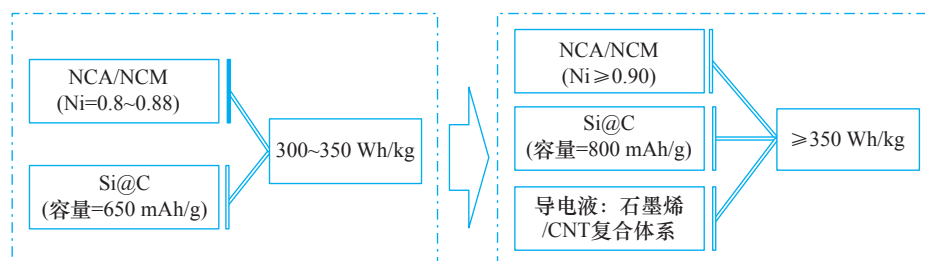 NCA/NCM
(Ni=0.8~0.88)
Si@C
(容量=650 mAh/g)
300~350 Wh/kg
NCA/NCM
(Ni≥0.90)
Si@C
(容量=800 mAh/g)
导电液：石墨烯
/CNT复合体系
≥350 Wh/kg